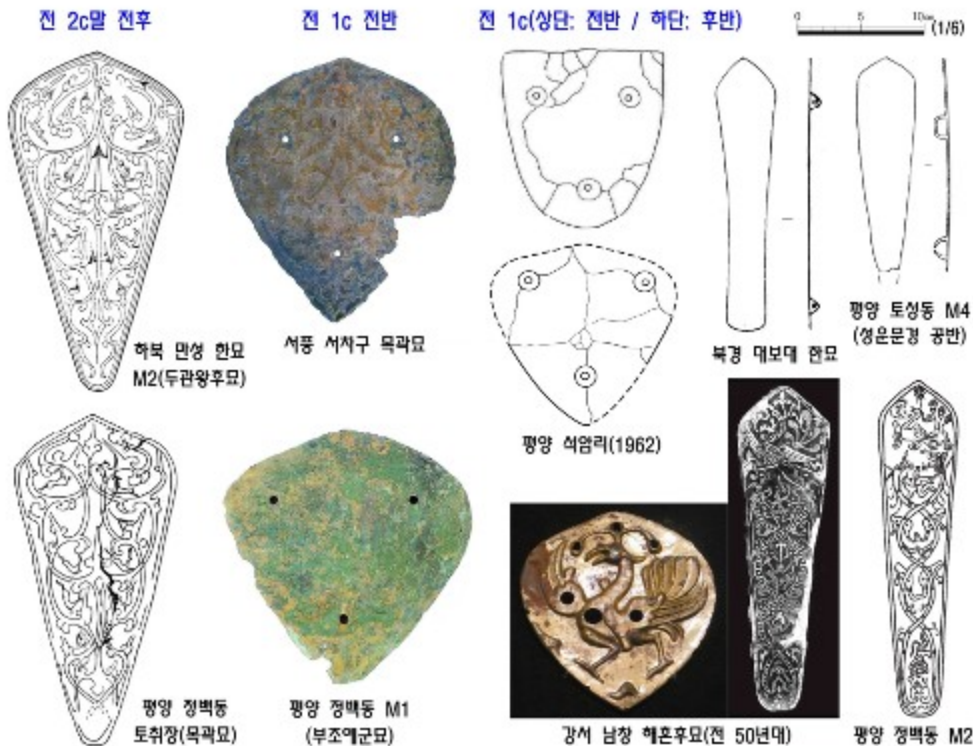 전 2c말 전후
전 1c 전반
전 1c(상단: 전반 / 하단: 후반)
0 5 10cm
(1/6)
하북 만성 한묘
M2(두관왕후묘)
서풍 서차구 목곽묘
평양 석암리(1962)
북경 대보대 한묘
평양 토성동 M4
(성운문경 공반)
평양 정백동
토취장(목곽묘)
평양 정백동 M1
(부조예군묘)
강서 남창 해혼후묘(전 50년대)
평양 정백동 M2